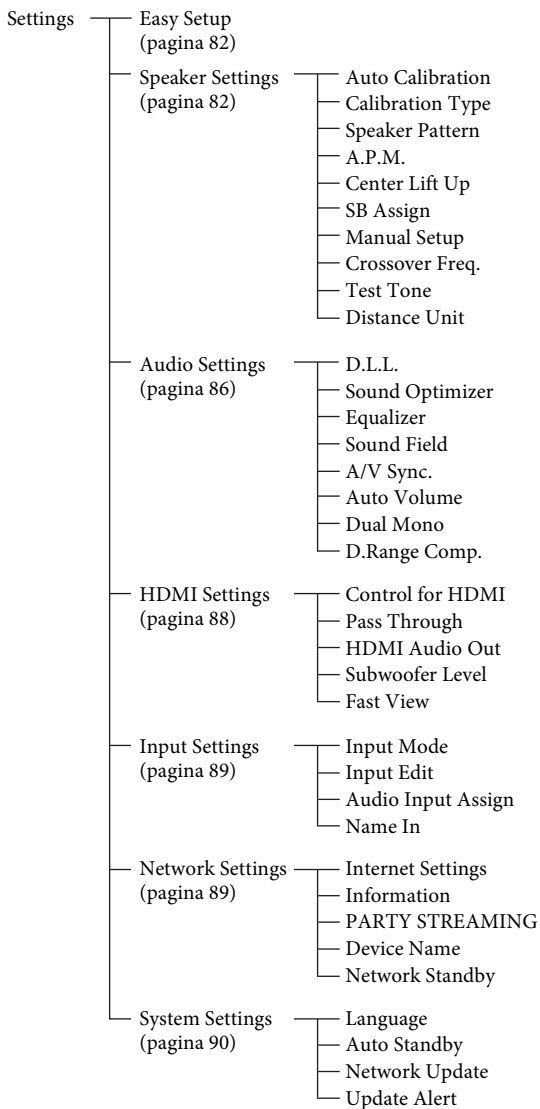 Settings
Easy Setup
(pagina 82)
Speaker Settings
(pagina 82)
Auto Calibration
Calibration Type
Speaker Pattern
A.P.M.
Center Lift Up
SB Assign
Manual Setup
Crossover Freq.
Test Tone
Distance Unit
Audio Settings
(pagina 86)
D.L.L.
Sound Optimizer
Equalizer
Sound Field
A/V Sync.
Auto Volume
Dual Mono
D.Range Comp.
HDMI Settings
(pagina 88)
Control for HDMI
Pass Through
HDMI Audio Out
Subwoofer Level
Fast View
Input Settings
(pagina 89)
Input Mode
Input Edit
Audio Input Assign
Name In
Network Settings
(pagina 89)
Internet Settings
Information
PARTY STREAMING
Device Name
Network Standby
System Settings
(pagina 90)
Language
Auto Standby
Network Update
Update Alert